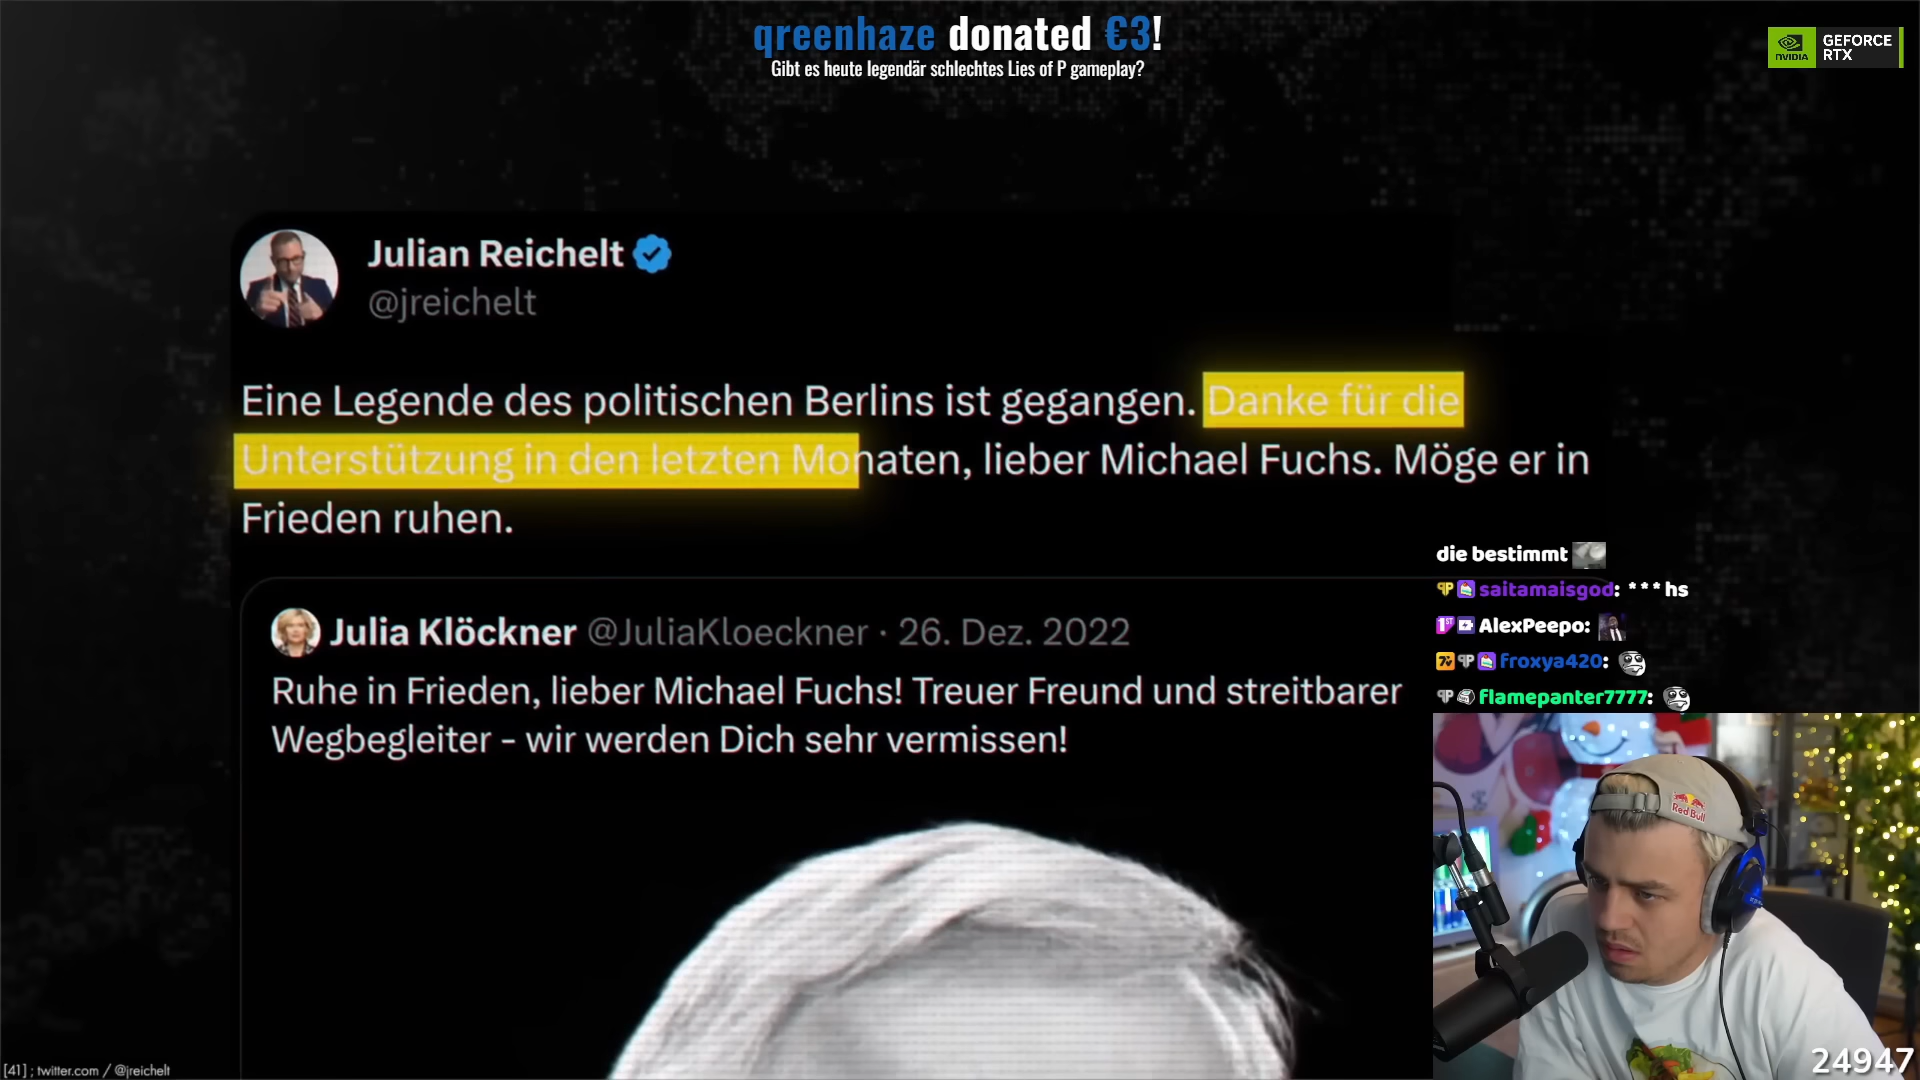 qreenhaze donated €3!
Gibt es heute legendär schlechtes Lies of P gameplay?
NVIDIA
GEFORCE
RTX
Julian Reichelt
@jreichelt
Eine Legende des politischen Berlins ist gegangen. Danke für die
Unterstützung in den letzten Monaten, lieber Michael Fuchs. Möge er in
Frieden ruhen.
Julia Klöckner @JuliaKloeckner · 26. Dez. 2022
Ruhe in Frieden, lieber Michael Fuchs! Treuer Freund und streitbarer
Wegbegleiter - wir werden Dich sehr vermissen!
die bestimmt
saitamaisgod: ***hs
AlexPeepo:
froxya420:
flamepanter7777:
Red Bull
24947
[41] ; twitter.com / @jreichelt